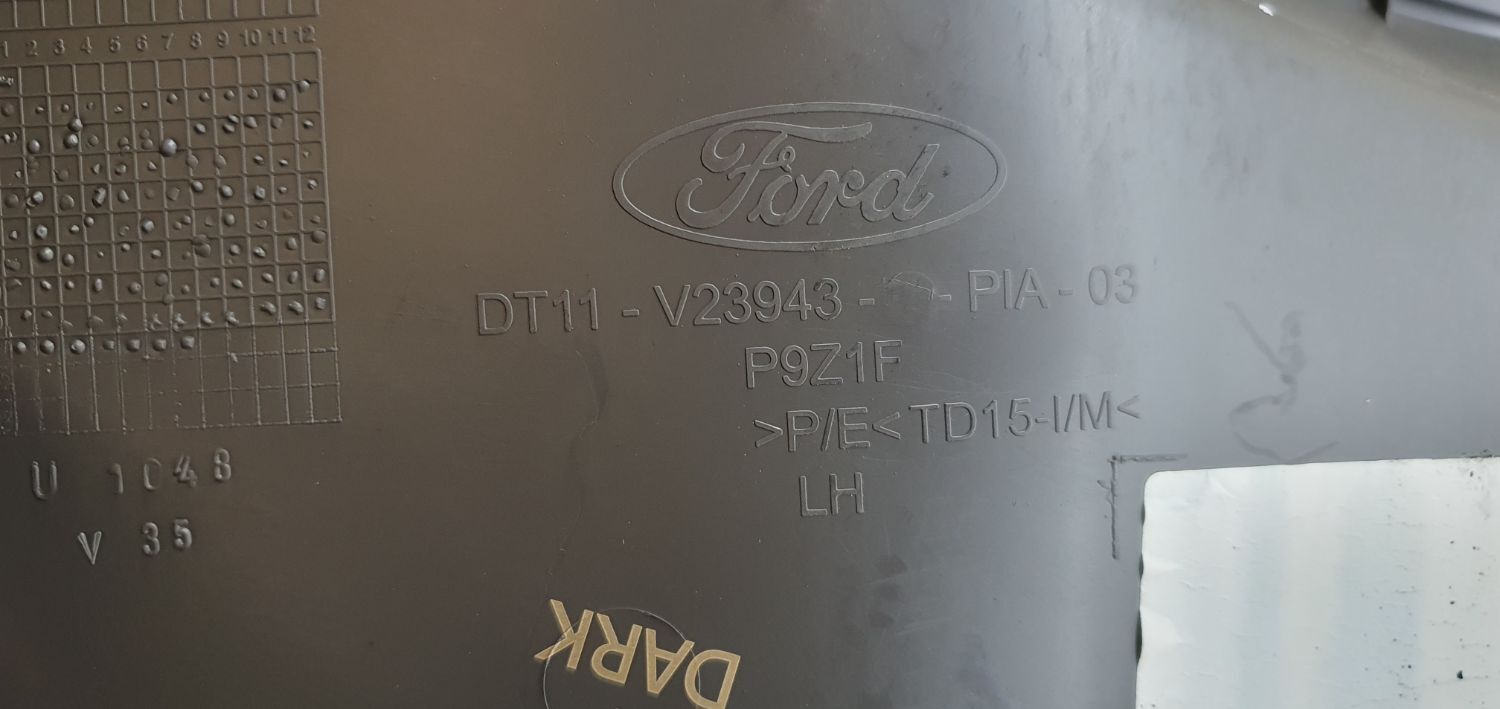 1 2 3 4 5 6 7 8 9 10 11 12
Ford
DT11 - V23943 - - PIA - 03
P9Z1F
>P/E<TD15-I/M<
LH
U 1048
V 35
DARK